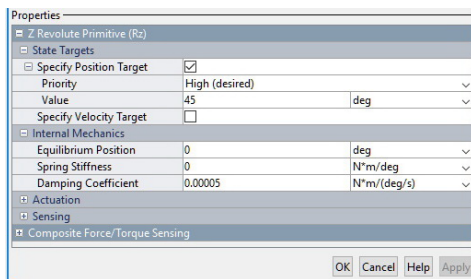 Properties
Z Revolute Primitive (Rz)
State Targets
Specify Position Target
Priority High (desired)
Value 45 deg
Specify Velocity Target
Internal Mechanics
Equilibrium Position 0 deg
Spring Stiffness 0 N*m/deg
Damping Coefficient 0.00005 N*m/(deg/s)
Actuation
Sensing
Composite Force/Torque Sensing
OK Cancel Help Apply